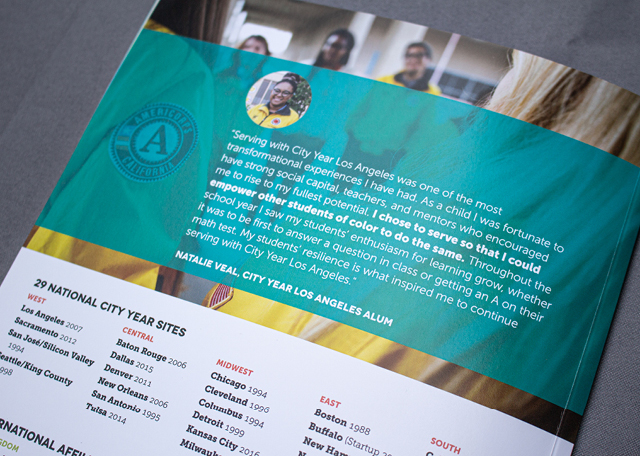 AMERICORPS
A
CALIFORNIA
"Serving with City Year Los Angeles was one of the most
transformational experiences I have had. As a child I was fortunate to
have strong social capital, teachers, and mentors who encouraged
me to rise to my fullest potential. I chose to serve so that I could
empower other students of color to do the same. Throughout the
school year I saw my students' enthusiasm for learning grow, whether
it was to be first to answer a question in class or getting an A on their
math test. My students' resilience is what inspired me to continue
serving with City Year Los Angeles."
NATALIE VEAL, CITY YEAR LOS ANGELES ALUM
29 NATIONAL CITY YEAR SITES
WEST
Los Angeles 2007
Sacramento 2012
San José/Silicon Valley
1994
Seattle/King County
1998
CENTRAL
Baton Rouge 2006
Dallas 2015
Denver 2011
New Orleans 2006
San Antonio 1995
Tulsa 2014
MIDWEST
Chicago 1994
Cleveland 1996
Columbus 1994
Detroit 1999
Kansas City 2016
Milwauk
EAST
Boston 1988
Buffalo (Startup 20
New Ham
SOUTH
RNATIONAL AFFILI
GDOM